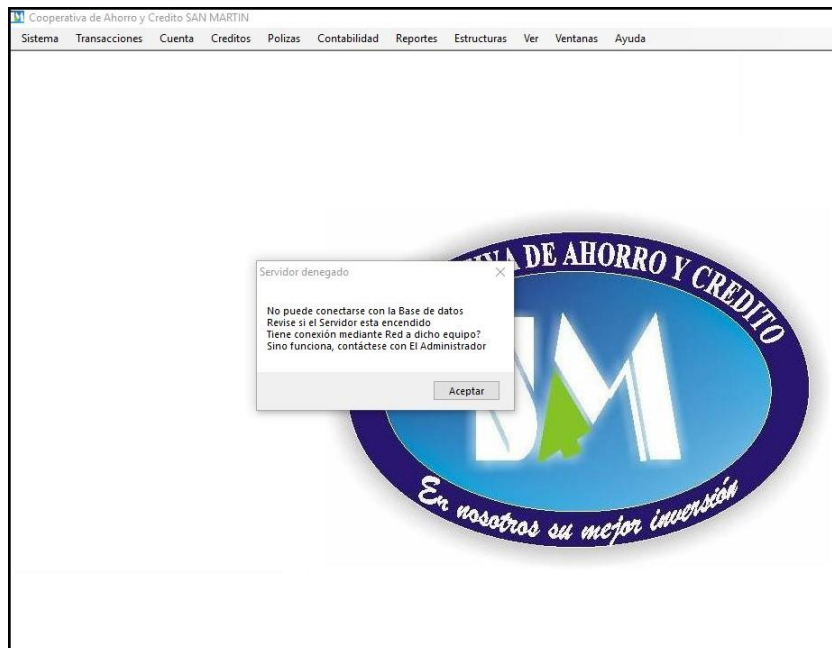 Cooperativa de Ahorro y Credito SAN MARTIN
Sistema Transacciones Cuenta Creditos Polizas Contabilidad Reportes Estructuras Ver Ventanas Ayuda
DE AHORRO Y CREDITO
Servidor denegado
No puede conectarse con la Base de datos
Revise si el Servidor esta encendido
Tiene conexión mediante Red a dicho equipo?
Sino funciona, contáctese con El Administrador
Aceptar
SM
En nosotros su mejor inversión